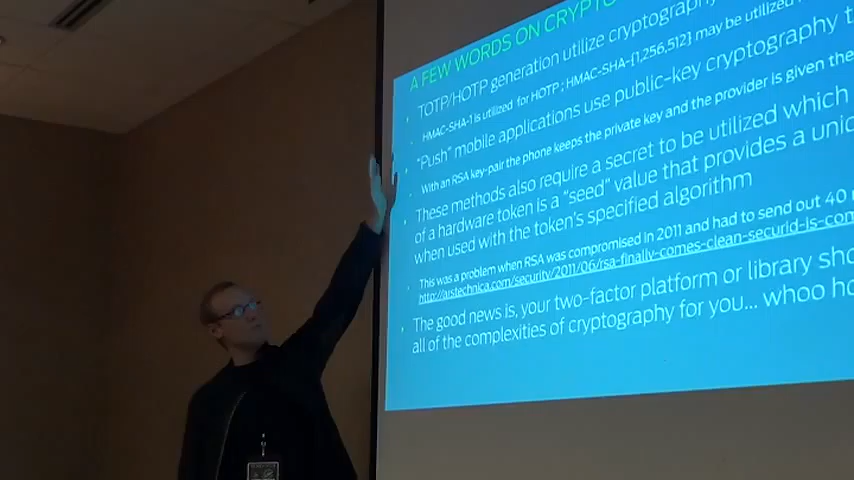 A FEW WORDS ON CRYPTO
TOTP/HOTP generation utilize cryptography
HMAC-SHA-1 is utilized for HOTP ; HMAC-SHA-{1,256,512} may be utilized
"Push" mobile applications use public-key cryptography t
With an RSA key-pair the phone keeps the private key and the provider is given the
These methods also require a secret to be utilized which
of a hardware token is a "seed" value that provides a uniq
when used with the token's specified algorithm
This was a problem when RSA was compromised in 2011 and had to send out 40
http://arstechnica.com/security/2011/06/rsa-finally-comes-clean-securid-is-com
The good news is, your two-factor platform or library sho
all of the complexities of cryptography for you... whoo ho